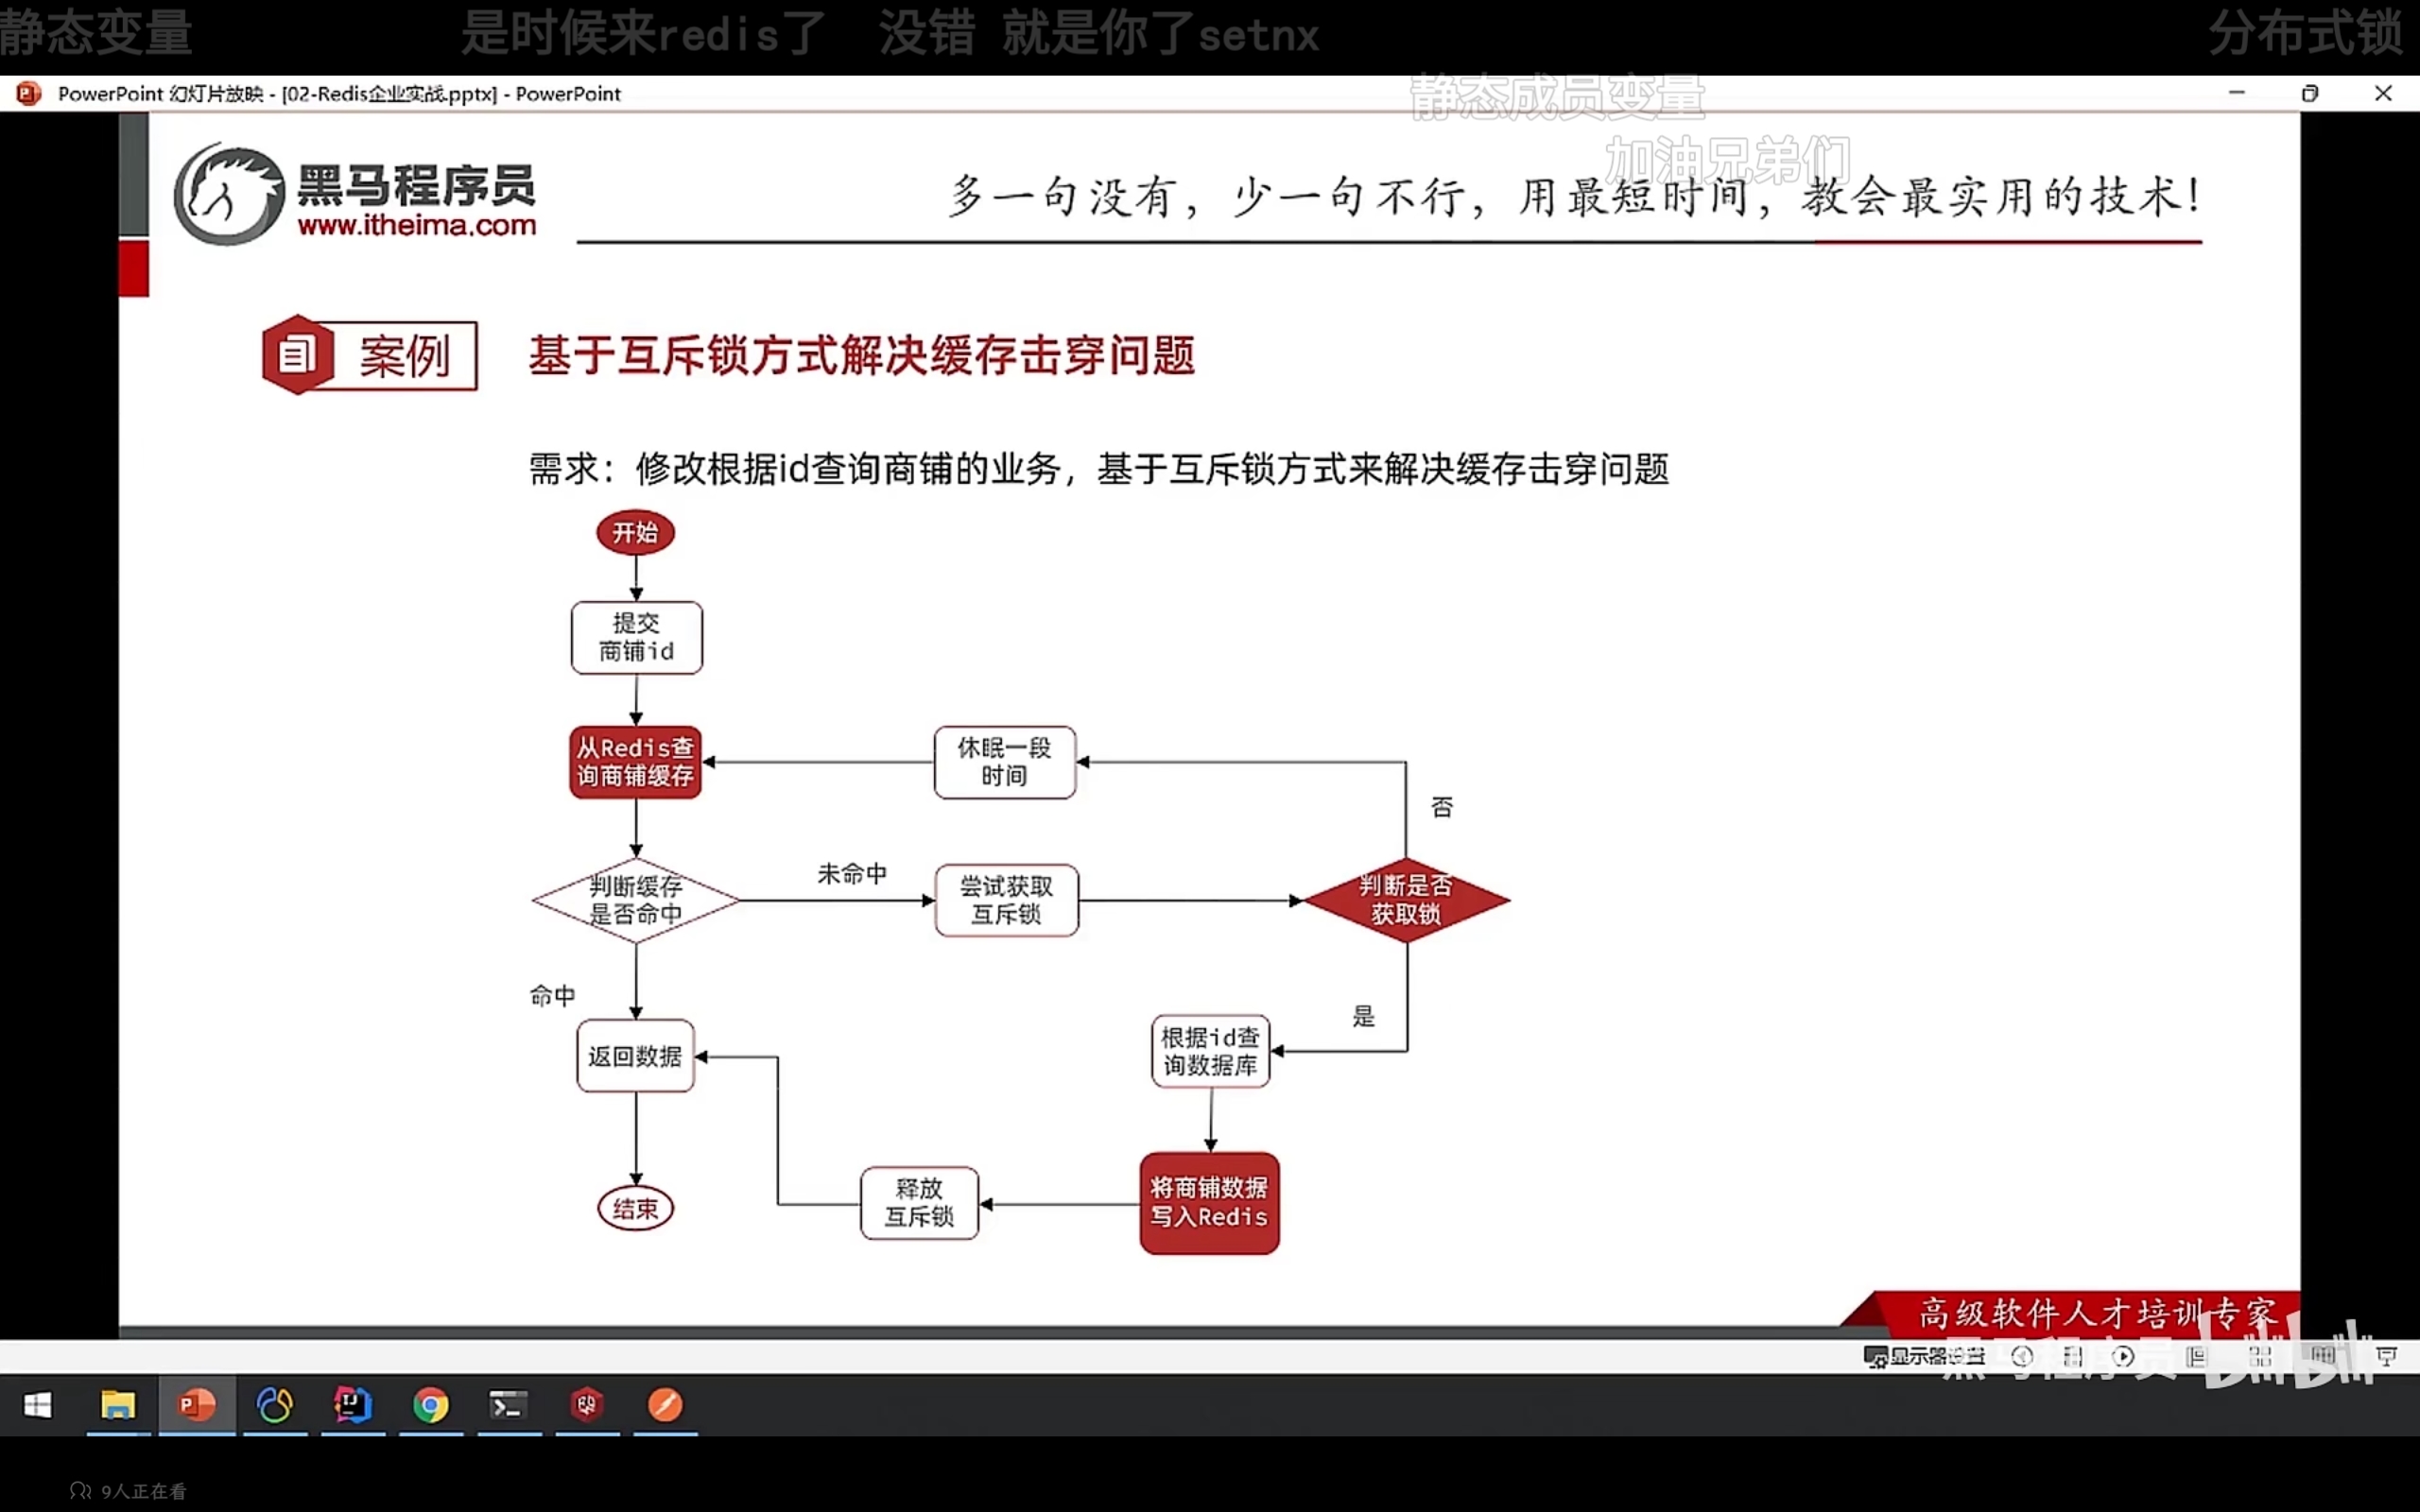 静态变量
是时候来redis了
没错 就是你了setnx
分布式锁
PowerPoint 幻灯片放映 - [02-Redis企业实战.pptx] - PowerPoint
静态成员变量
加油兄弟们
黑马程序员
www.itheima.com
多一句没有，少一句不行，用最短时间，教会最实用的技术！
案例
基于互斥锁方式解决缓存击穿问题
需求：修改根据id查询商铺的业务，基于互斥锁方式来解决缓存击穿问题
开始
提交
商铺id
从Redis查
询商铺缓存
休眠一段
时间
否
判断缓存
是否命中
未命中
尝试获取
互斥锁
判断是否
获取锁
命中
是
返回数据
根据id查
询数据库
释放
互斥锁
将商铺数据
写入Redis
结束
高级软件人才培训专家
显示器设置
黑马程序员
bilibili
9人正在看